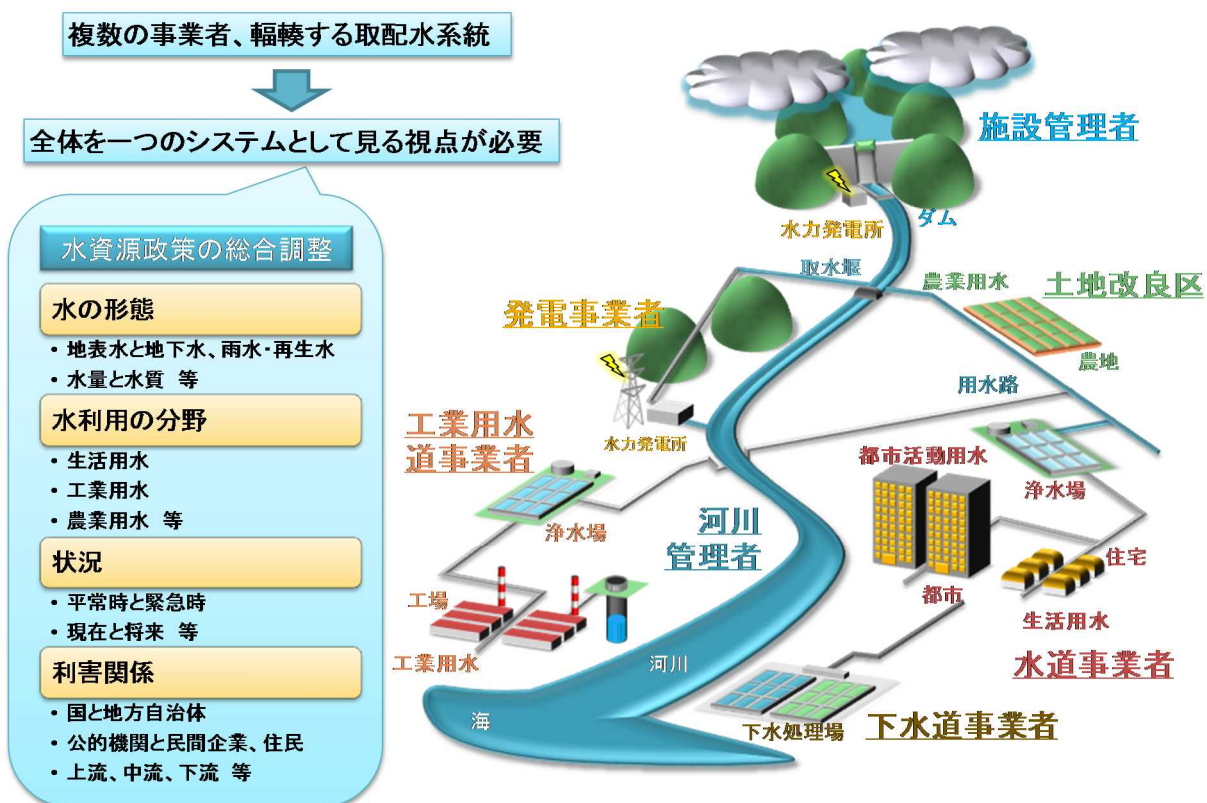 複数の事業者、輻輳する取配水系統
全体を一つのシステムとして見る視点が必要
水資源政策の総合調整
水の形態
・地表水と地下水、雨水・再生水
・水量と水質 等
水利用の分野
・生活用水
・工業用水
・農業用水 等
状況
・平常時と緊急時
・現在と将来 等
利害関係
・国と地方自治体
・公的機関と民間企業、住民
・上流、中流、下流 等
施設管理者
ダム
水力発電所
取水堰
農業用水
土地改良区
農地
発電事業者
用水路
水力発電所
工業用水
道事業者
浄水場
都市活動用水
浄水場
河川
管理者
住宅
都市
生活用水
工場
工業用水
水道事業者
河川
海
下水処理場
下水道事業者